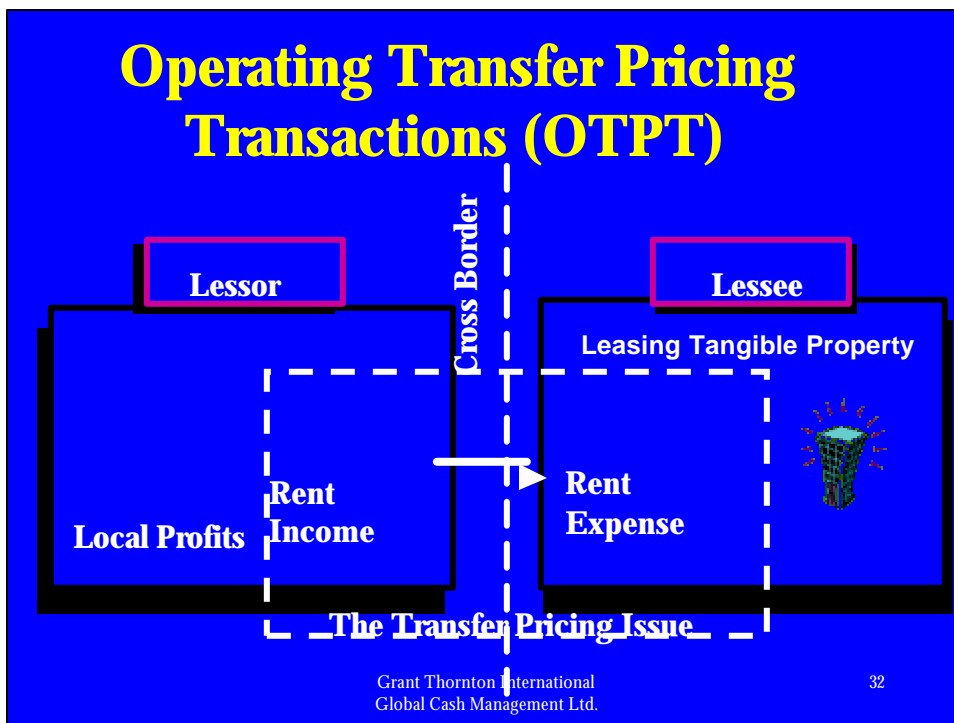 Operating Transfer Pricing
Transactions (OTPT)
Cross Border
Lessor
Lessee
Leasing Tangible Property
Rent
Income
Local Profits
Rent
Expense
The Transfer Pricing Issue
Grant Thornton International
Global Cash Management Ltd.
32